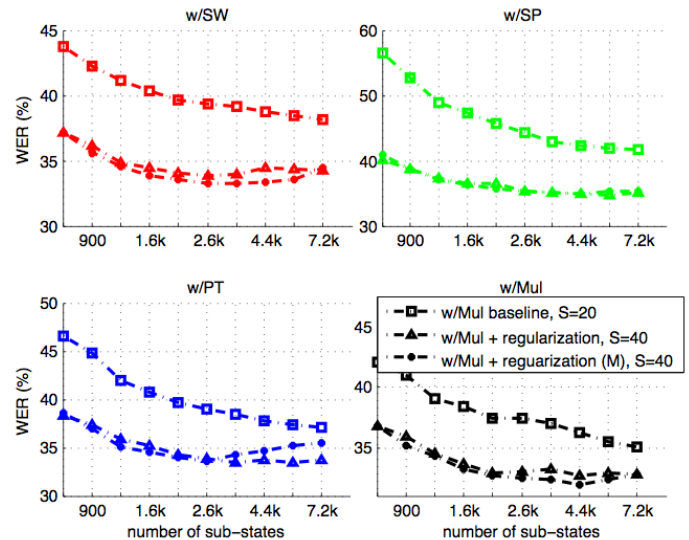 w/SW
45
40
35
30
WER (%)
900 1.6k 2.6k 4.4k 7.2k
w/SP
60
50
40
30
900 1.6k 2.6k 4.4k 7.2k
w/PT
50
45
40
35
30
WER (%)
900 1.6k 2.6k 4.4k 7.2k
number of sub-states
w/Mul
w/Mul baseline, S=20
w/Mul + regularization, S=40
w/Mul + reguarization (M), S=40
45
40
35
900 1.6k 2.6k 4.4k 7.2k
number of sub-states